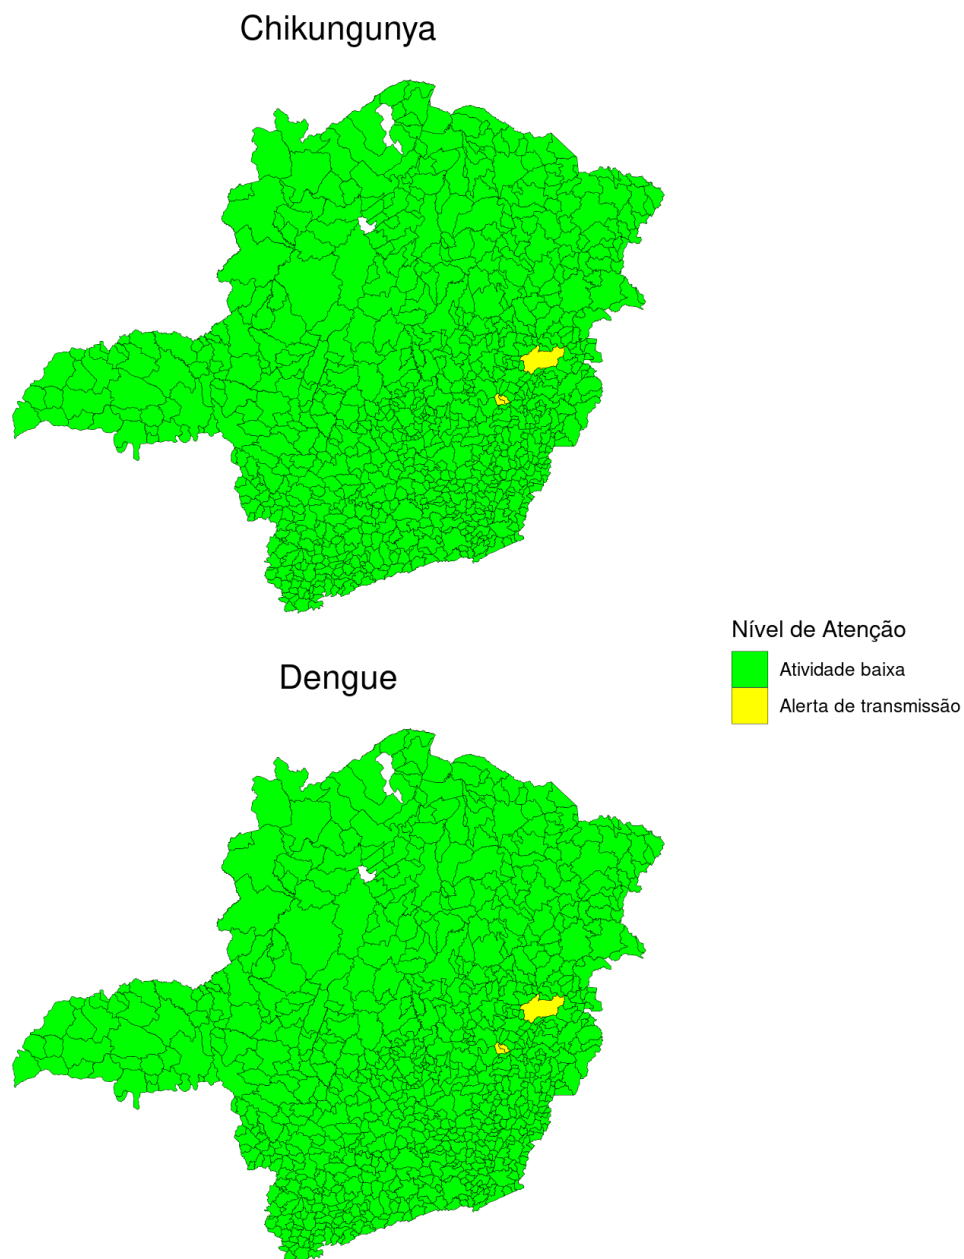 Chikungunya
Nível de Atenção
Atividade baixa
Alerta de transmissão
Dengue